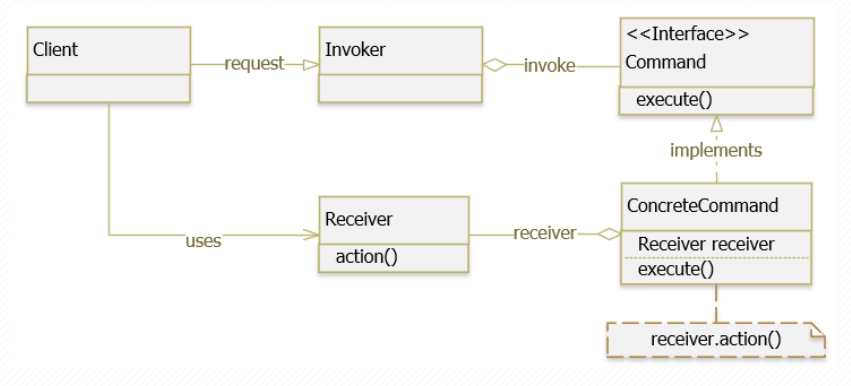 Client
request
Invoker
invoke
<<Interface>>
Command
execute()
implements
uses
Receiver
action()
receiver
ConcreteCommand
Receiver receiver
execute()
receiver.action()